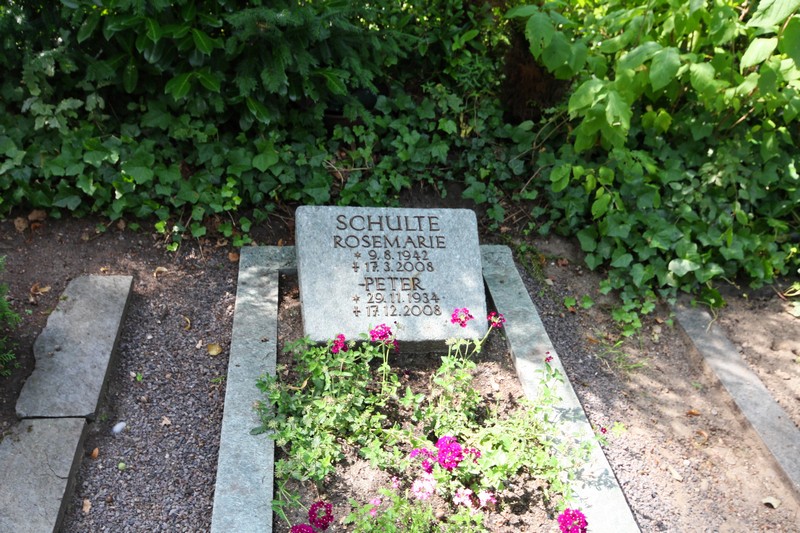 SCHULTE
ROSEMARIE
* 9.8.1942
† 17.3.2008
-PETER
* 29.11.1934
† 17.12.2008